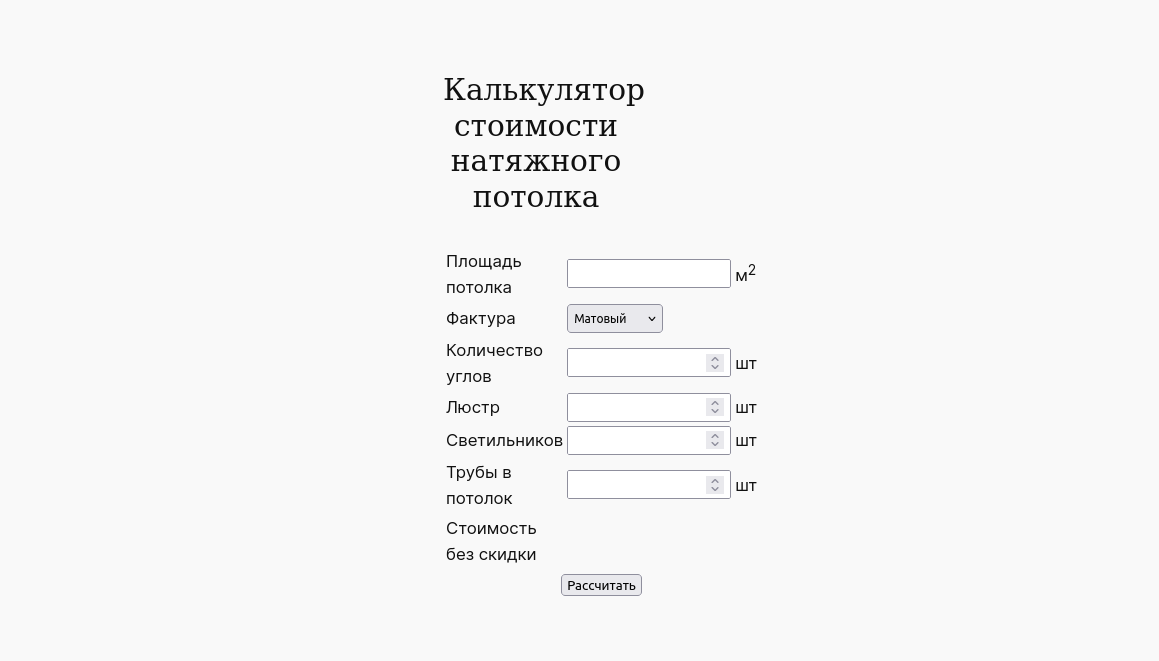 Калькулятор
стоимости
натяжного
потолка
Площадь
потолка
м2
Фактура
Матовый
Количество
углов
шт
Люстр
шт
Светильников
шт
Трубы в
потолок
шт
Стоимость
без скидки
Рассчитать